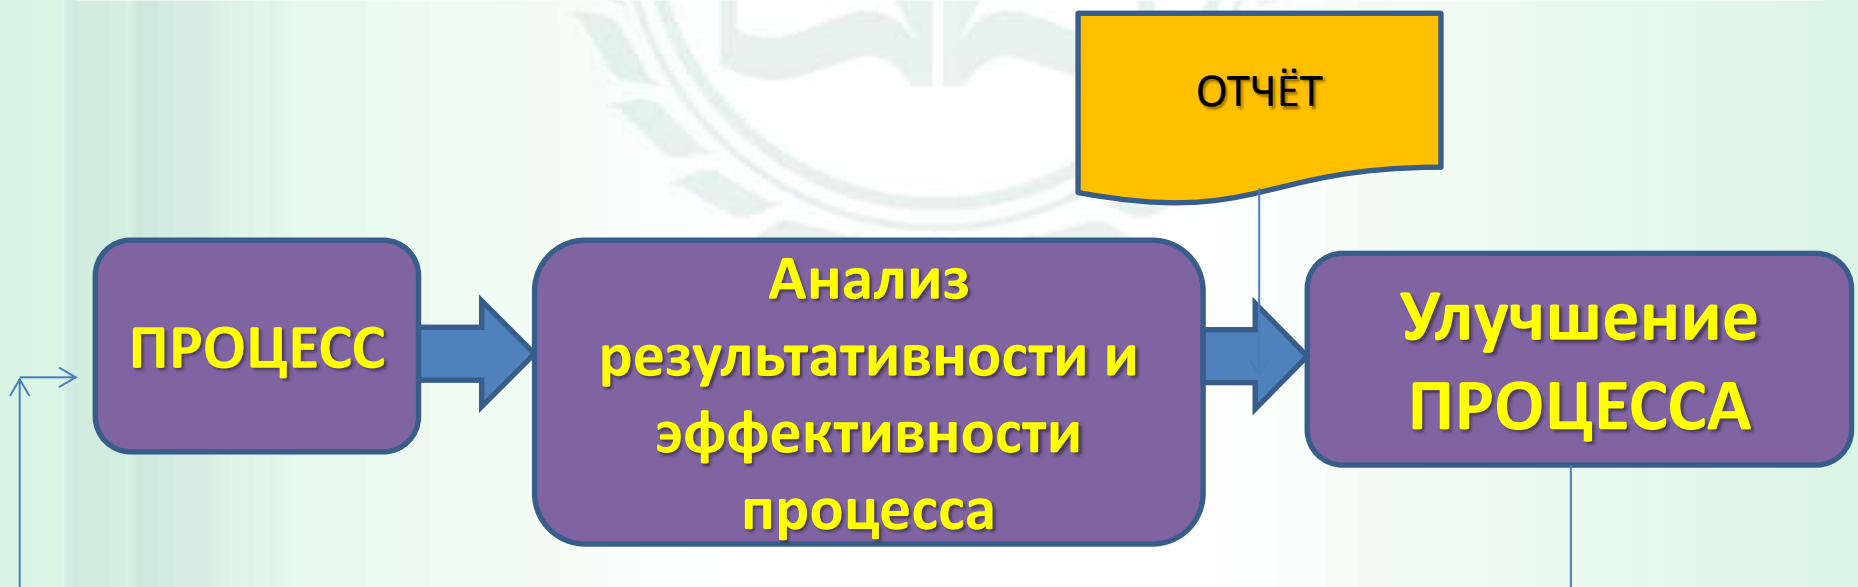 ОТЧЁТ
ПРОЦЕСС
Анализ
результативности и
эффективности
процесса
Улучшение
ПРОЦЕССА